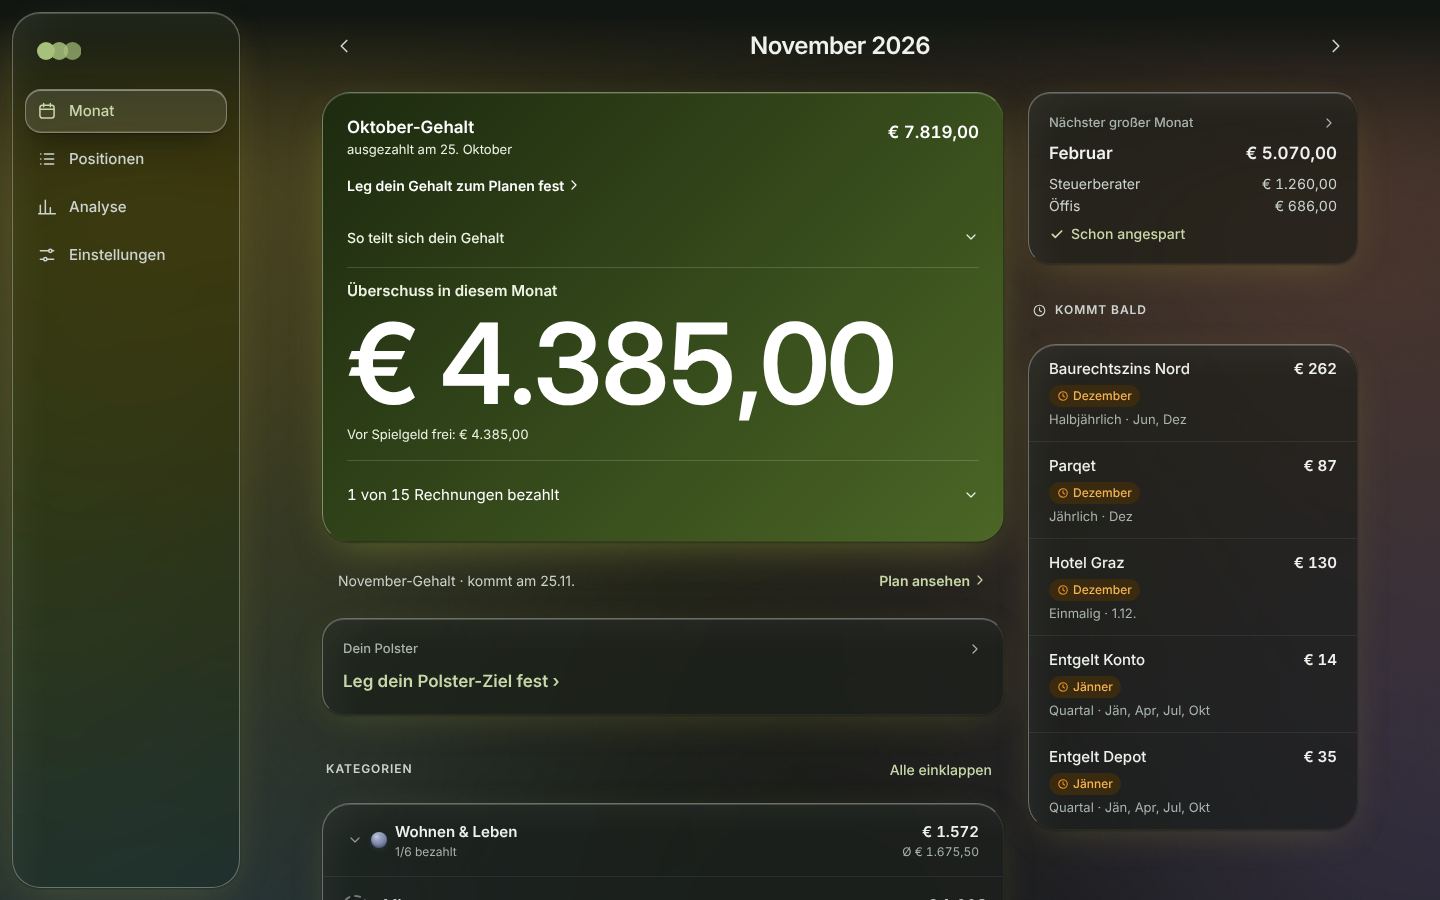 Monat
Positionen
Analyse
Einstellungen
November 2026
Oktober-Gehalt
€ 7.819,00
ausgezahlt am 25. Oktober
Leg dein Gehalt zum Planen fest
So teilt sich dein Gehalt
Überschuss in diesem Monat
€ 4.385,00
Vor Spielgeld frei: € 4.385,00
1 von 15 Rechnungen bezahlt
November-Gehalt · kommt am 25.11.
Plan ansehen
Dein Polster
Leg dein Polster-Ziel fest ›
KATEGORIEN
Alle einklappen
Wohnen & Leben
€ 1.572
1/6 bezahlt
Ø € 1.675,50
Nächster großer Monat
Februar
€ 5.070,00
Steuerberater
€ 1.260,00
Öffis
€ 686,00
Schon angespart
KOMMT BALD
Baurechtszins Nord
€ 262
Dezember
Halbjährlich · Jun, Dez
Parqet
€ 87
Dezember
Jährlich · Dez
Hotel Graz
€ 130
Dezember
Einmalig · 1.12.
Entgelt Konto
€ 14
Jänner
Quartal · Jän, Apr, Jul, Okt
Entgelt Depot
€ 35
Jänner
Quartal · Jän, Apr, Jul, Okt